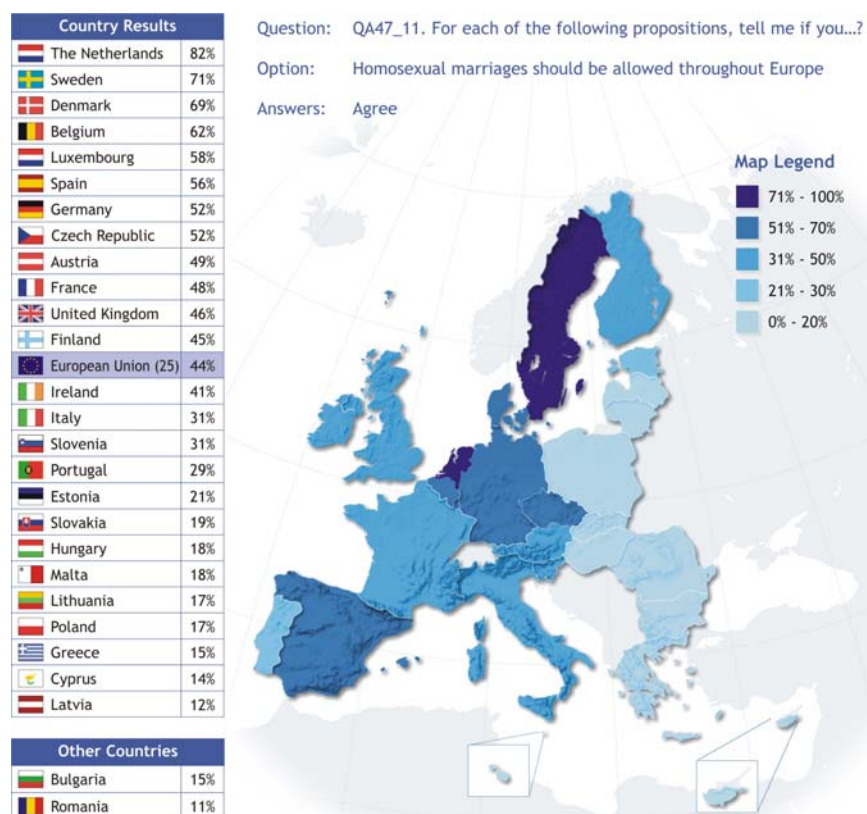 Country Results
The Netherlands 82%
Sweden 71%
Denmark 69%
Belgium 62%
Luxembourg 58%
Spain 56%
Germany 52%
Czech Republic 52%
Austria 49%
France 48%
United Kingdom 46%
Finland 45%
European Union (25) 44%
Ireland 41%
Italy 31%
Slovenia 31%
Portugal 29%
Estonia 21%
Slovakia 19%
Hungary 18%
Malta 18%
Lithuania 17%
Poland 17%
Greece 15%
Cyprus 14%
Latvia 12%
Other Countries
Bulgaria 15%
Romania 11%
Question: QA47_11. For each of the following propositions, tell me if you…?
Option: Homosexual marriages should be allowed throughout Europe
Answers: Agree
Map Legend
71% - 100%
51% - 70%
31% - 50%
21% - 30%
0% - 20%